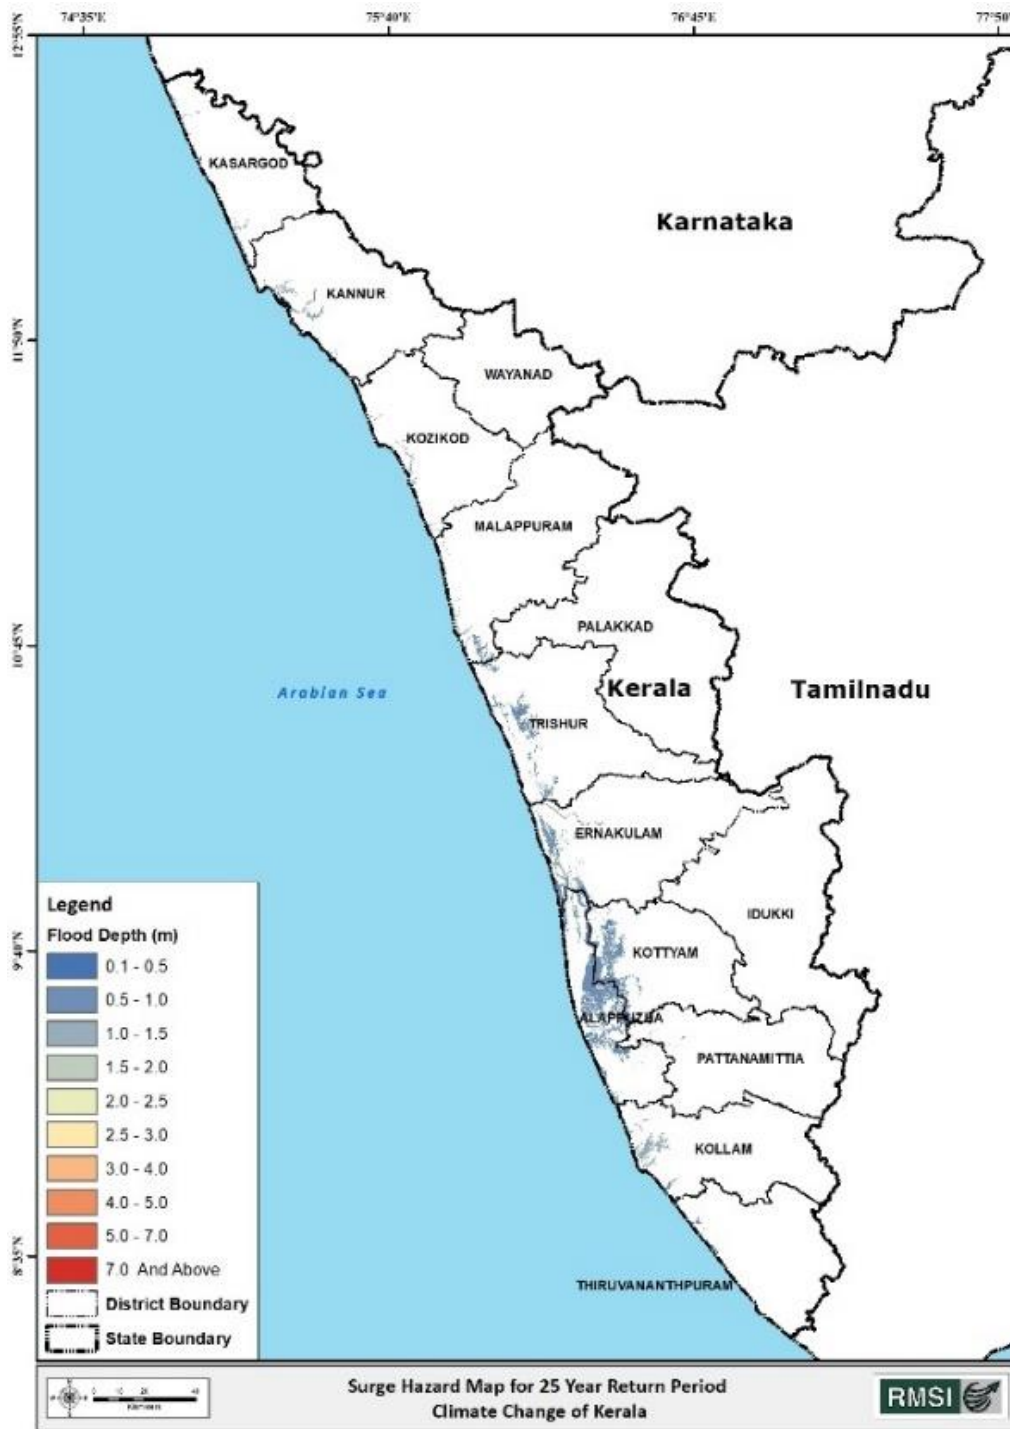 74°35'E 75°40'E 76°45'E 77°50'E
12°55'N
KASARGOD
Karnataka
KANNUR
11°50'N
WAYANAD
KOZIKOD
MALAPPURAM
PALAKKAD
10°45'N
Arabian Sea
Kerala
Tamilnadu
TRISHUR
ERNAKULAM
IDUKKI
KOTTYAM
9°40'N
ALAPPUZHA
PATTANAMITTIA
KOLLAM
8°35'N
THIRUVANANTHPURAM
Legend
Flood Depth (m)
0.1 - 0.5
0.5 - 1.0
1.0 - 1.5
1.5 - 2.0
2.0 - 2.5
2.5 - 3.0
3.0 - 4.0
4.0 - 5.0
5.0 - 7.0
7.0 And Above
District Boundary
State Boundary
0 10 20 40
Kilometers
Surge Hazard Map for 25 Year Return Period
Climate Change of Kerala
RMSI